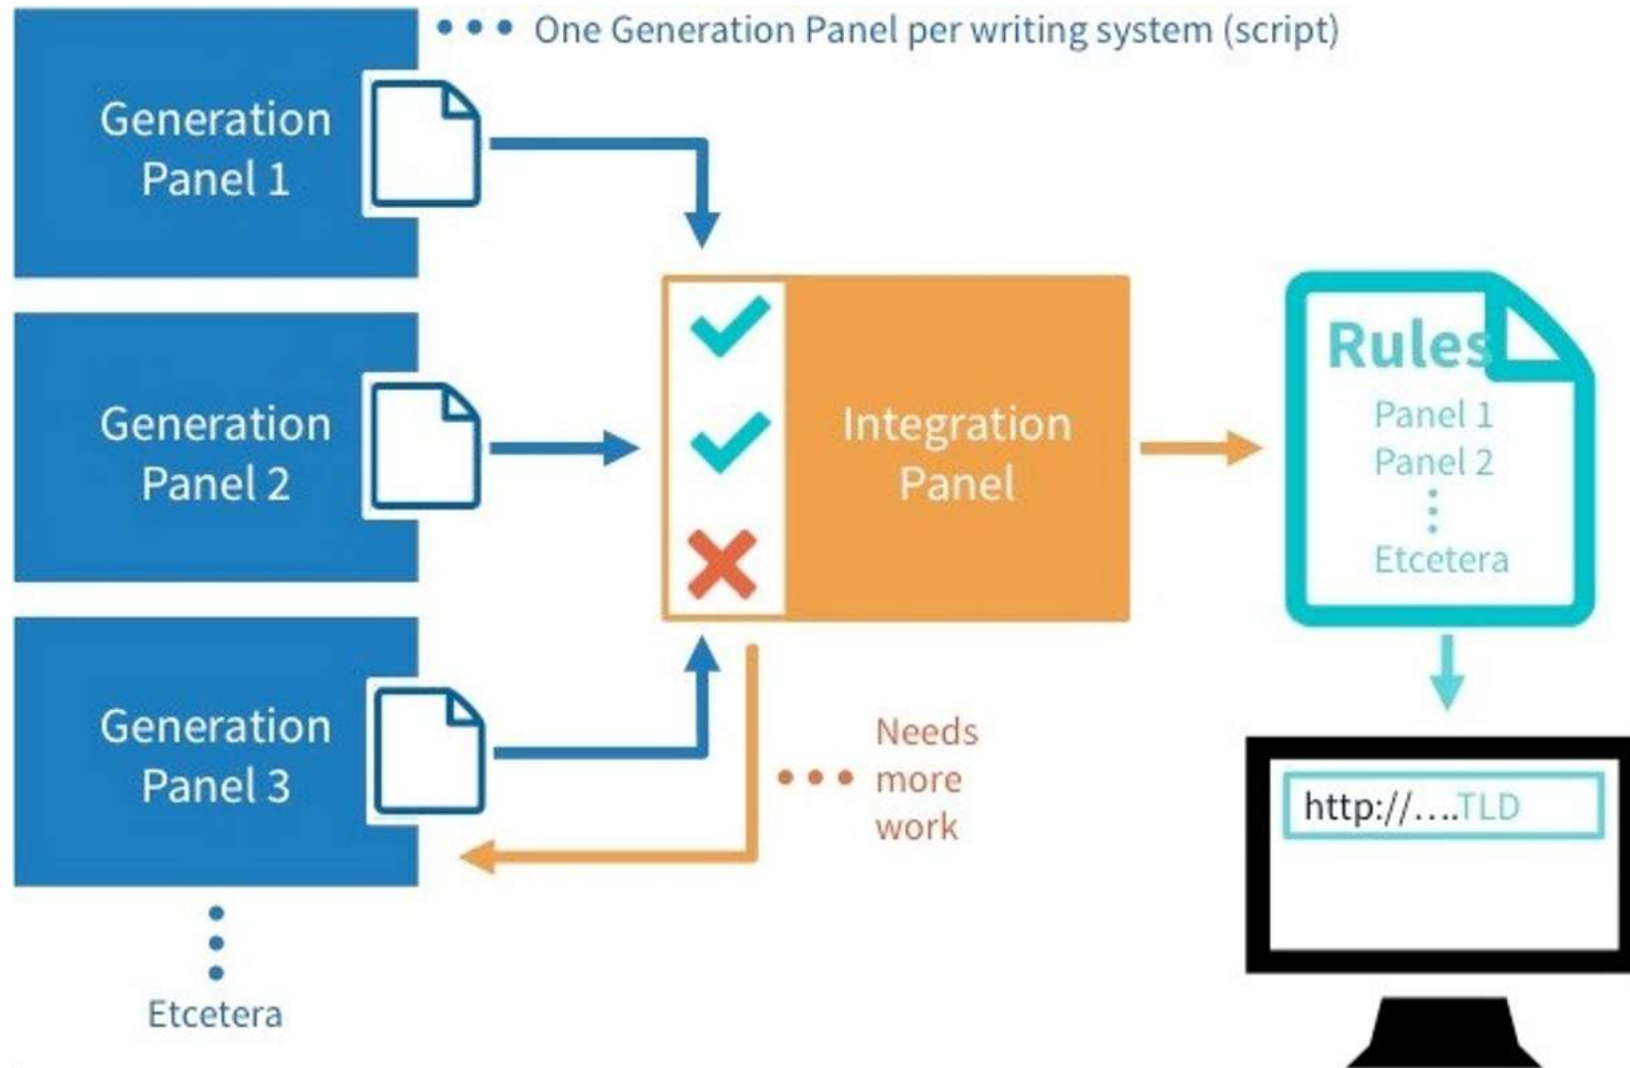 One Generation Panel per writing system (script)
Generation
Panel 1
Generation
Panel 2
Generation
Panel 3
Etcetera
Integration
Panel
Needs
more
work
Rules
Panel 1
Panel 2
Etcetera
http://....TLD